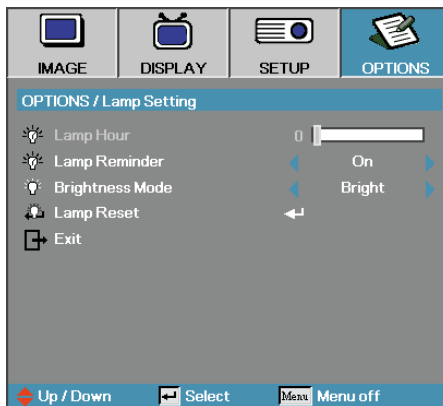 IMAGE DISPLAY SETUP OPTIONS
OPTIONS / Lamp Setting
Lamp Hour 0
Lamp Reminder On
Brightness Mode Bright
Lamp Reset
Exit
Up / Down Select Menu Menu off